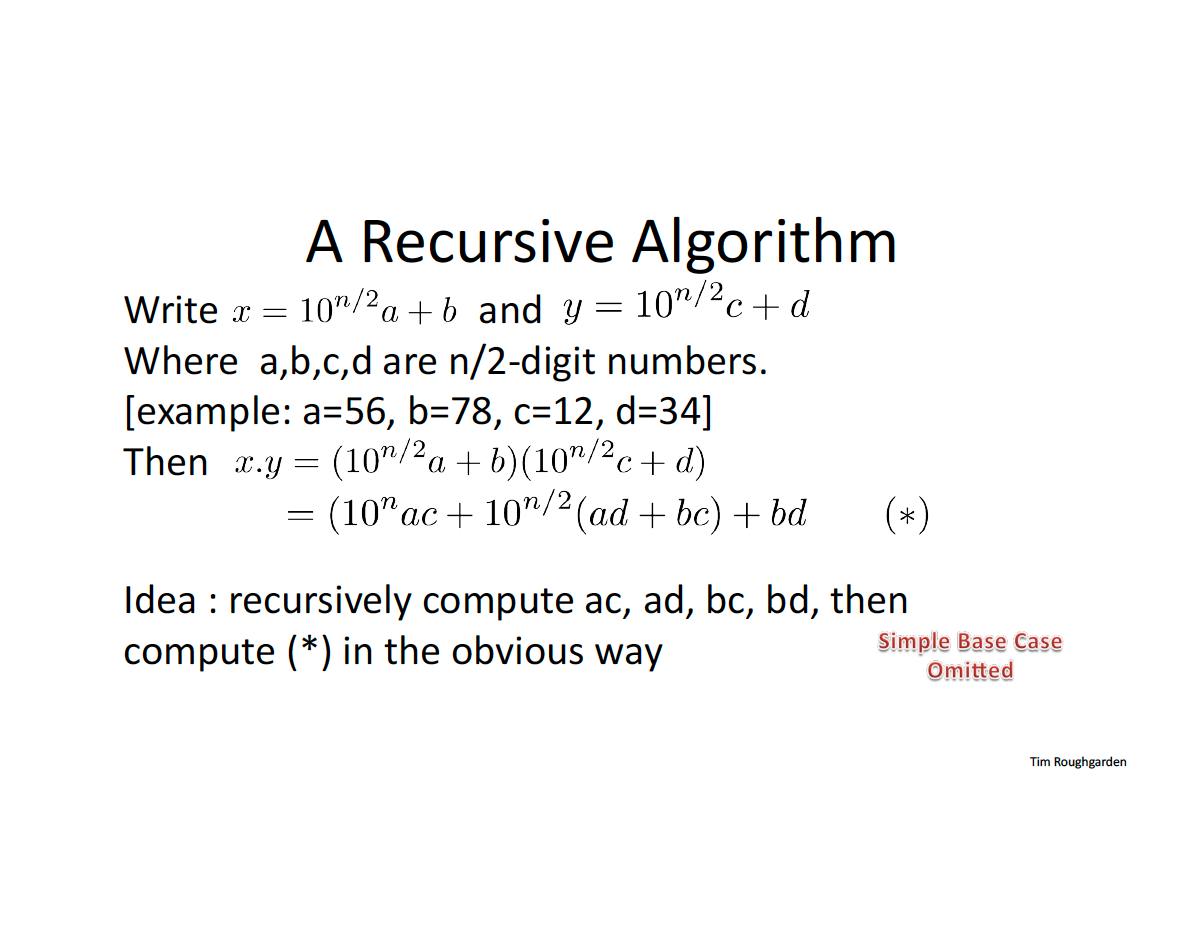 A Recursive Algorithm
Write x = 10^{n/2}a + b and y = 10^{n/2}c + d
Where a,b,c,d are n/2-digit numbers.
[example: a=56, b=78, c=12, d=34]
Then x.y = (10^{n/2}a + b)(10^{n/2}c + d)
= (10^{n}ac + 10^{n/2}(ad + bc) + bd (*)
Idea : recursively compute ac, ad, bc, bd, then
compute (*) in the obvious way
Simple Base Case
Omitted
Tim Roughgarden